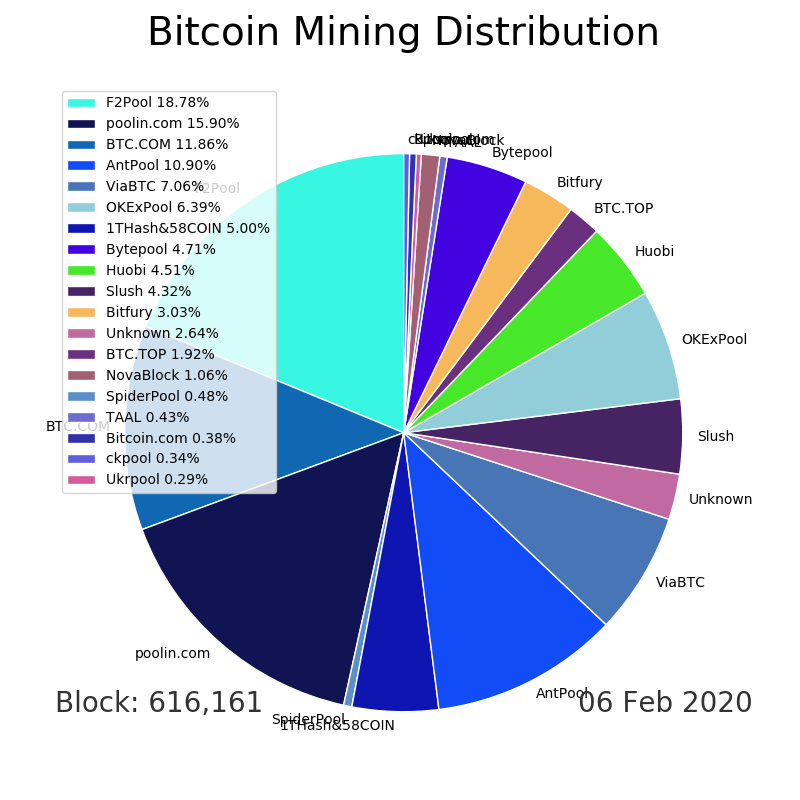 Bitcoin Mining Distribution
F2Pool 18.78%
poolin.com 15.90%
BTC.COM 11.86%
AntPool 10.90%
ViaBTC 7.06%
OKExPool 6.39%
1THash&58COIN 5.00%
Bytepool 4.71%
Huobi 4.51%
Slush 4.32%
Bitfury 3.03%
Unknown 2.64%
BTC.TOP 1.92%
NovaBlock 1.06%
SpiderPool 0.48%
TAAL 0.43%
Bitcoin.com 0.38%
ckpool 0.34%
Ukrpool 0.29%
TAAL
Bytepool
Bitfury
BTC.TOP
Huobi
OKExPool
Slush
Unknown
ViaBTC
AntPool
1THash&58COIN
SpiderPool
poolin.com
BTC.COM
F2Pool
Block: 616,161
06 Feb 2020